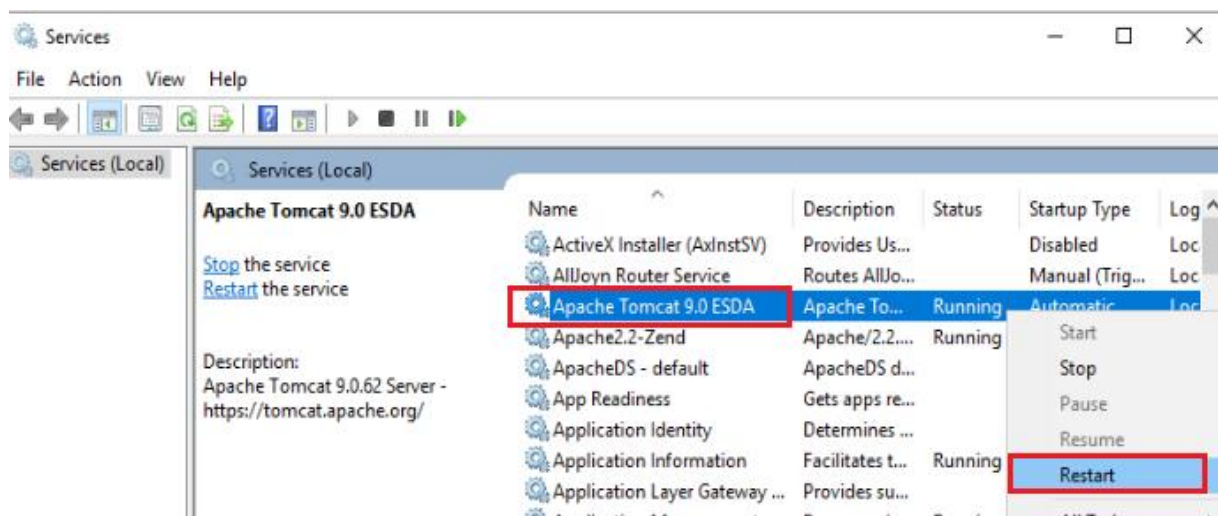 Services
File Action View Help
Services (Local)
Services (Local)
Apache Tomcat 9.0 ESDA
Stop the service
Restart the service
Description:
Apache Tomcat 9.0.62 Server -
https://tomcat.apache.org/
Name Description Status Startup Type Log
ActiveX Installer (AxInstSV) Provides Us... Disabled Loc
AllJoyn Router Service Routes AllJo... Manual (Trig... Loc
Apache Tomcat 9.0 ESDA Apache To... Running Automatic Loc
Apache2.2-Zend Apache/2.2.... Running
ApacheDS - default ApacheDS d...
App Readiness Gets apps re...
Application Identity Determines ...
Application Information Facilitates t... Running
Application Layer Gateway ... Provides su...
Start
Stop
Pause
Resume
Restart